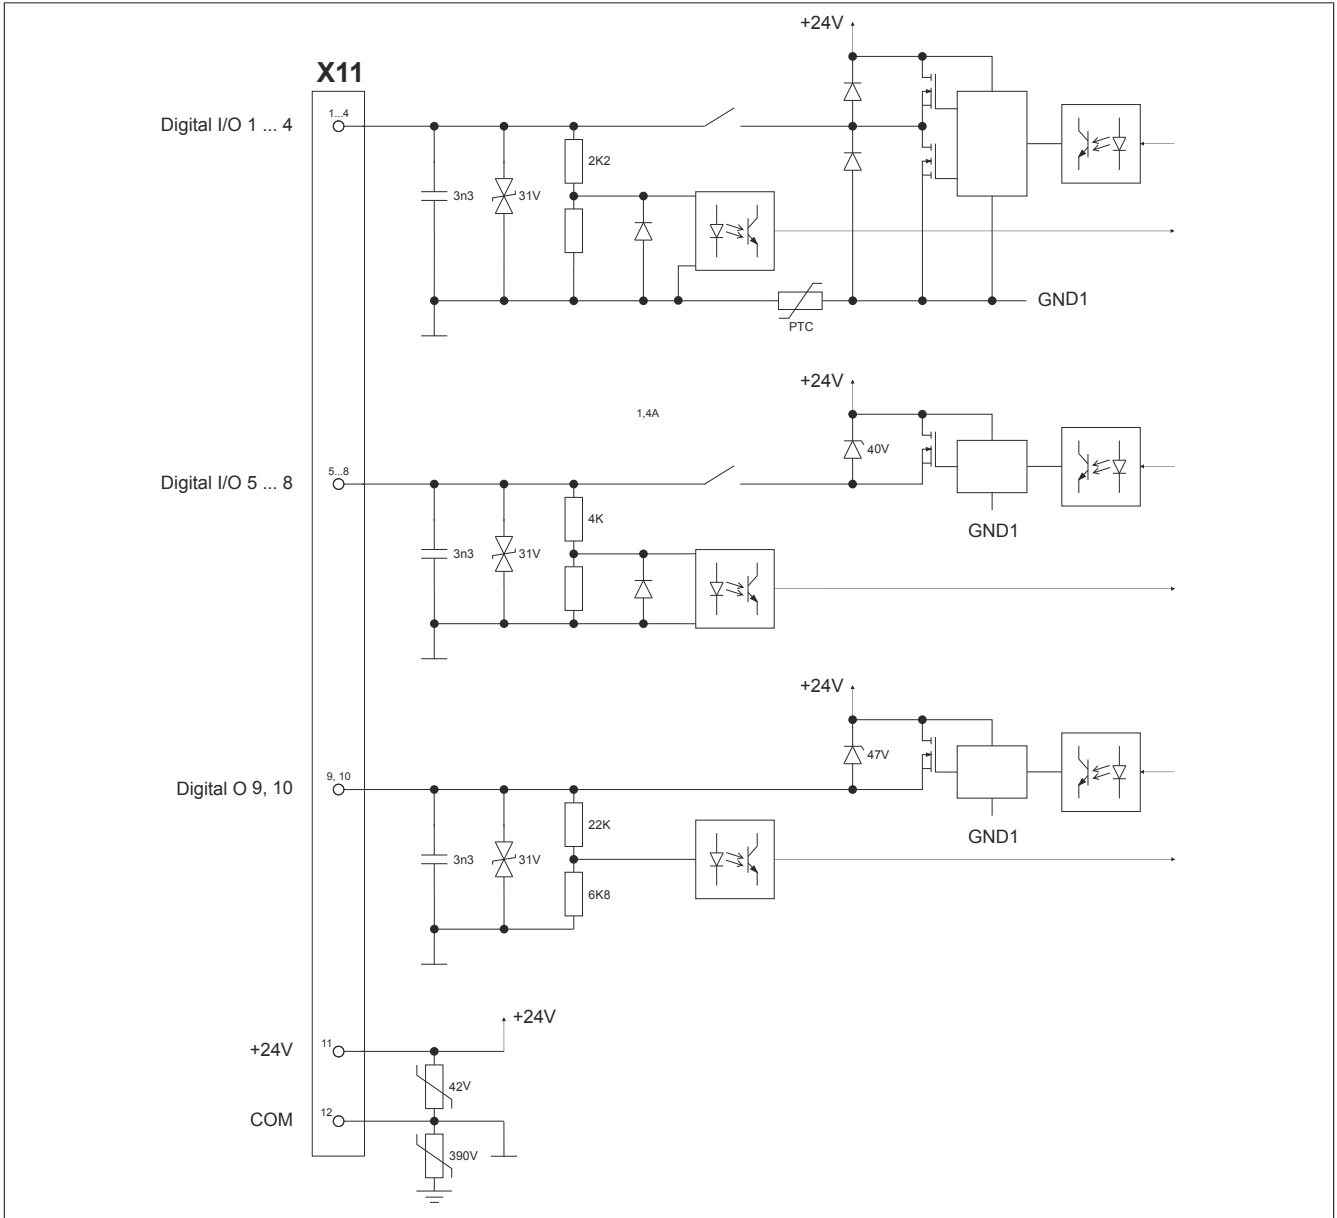 +24V
X11
Digital I/O 1 ... 4
1...4
2K2
3n3
31V
GND1
PTC
+24V
1,4A
40V
Digital I/O 5 ... 8
5...8
4K
GND1
3n3
31V
+24V
47V
Digital O 9, 10
9, 10
22K
GND1
3n3
31V
6K8
+24V
+24V
11
42V
COM
12
390V